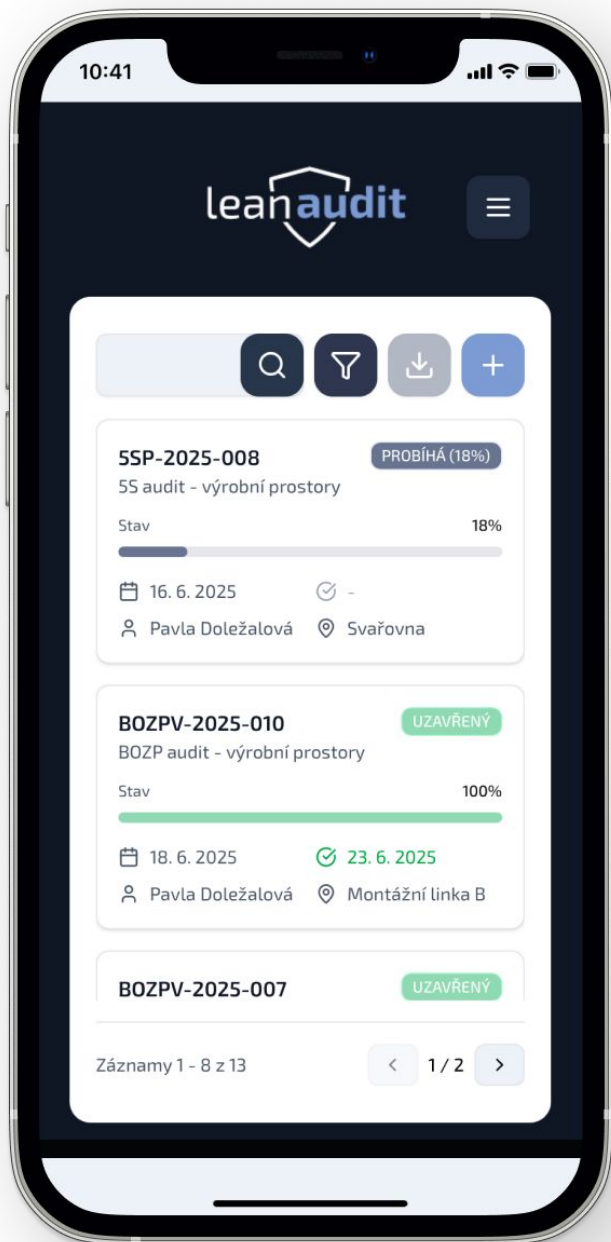 10:41
leanaudit
5SP-2025-008 PROBÍHÁ (18%)
5S audit - výrobní prostory
Stav 18%
16. 6. 2025 -
Pavla Doležalová Svařovna
BOZPV-2025-010 UZAVŘENÝ
BOZP audit - výrobní prostory
Stav 100%
18. 6. 2025 23. 6. 2025
Pavla Doležalová Montážní linka B
BOZPV-2025-007 UZAVŘENÝ
Záznamy 1 - 8 z 13 < 1 / 2 >